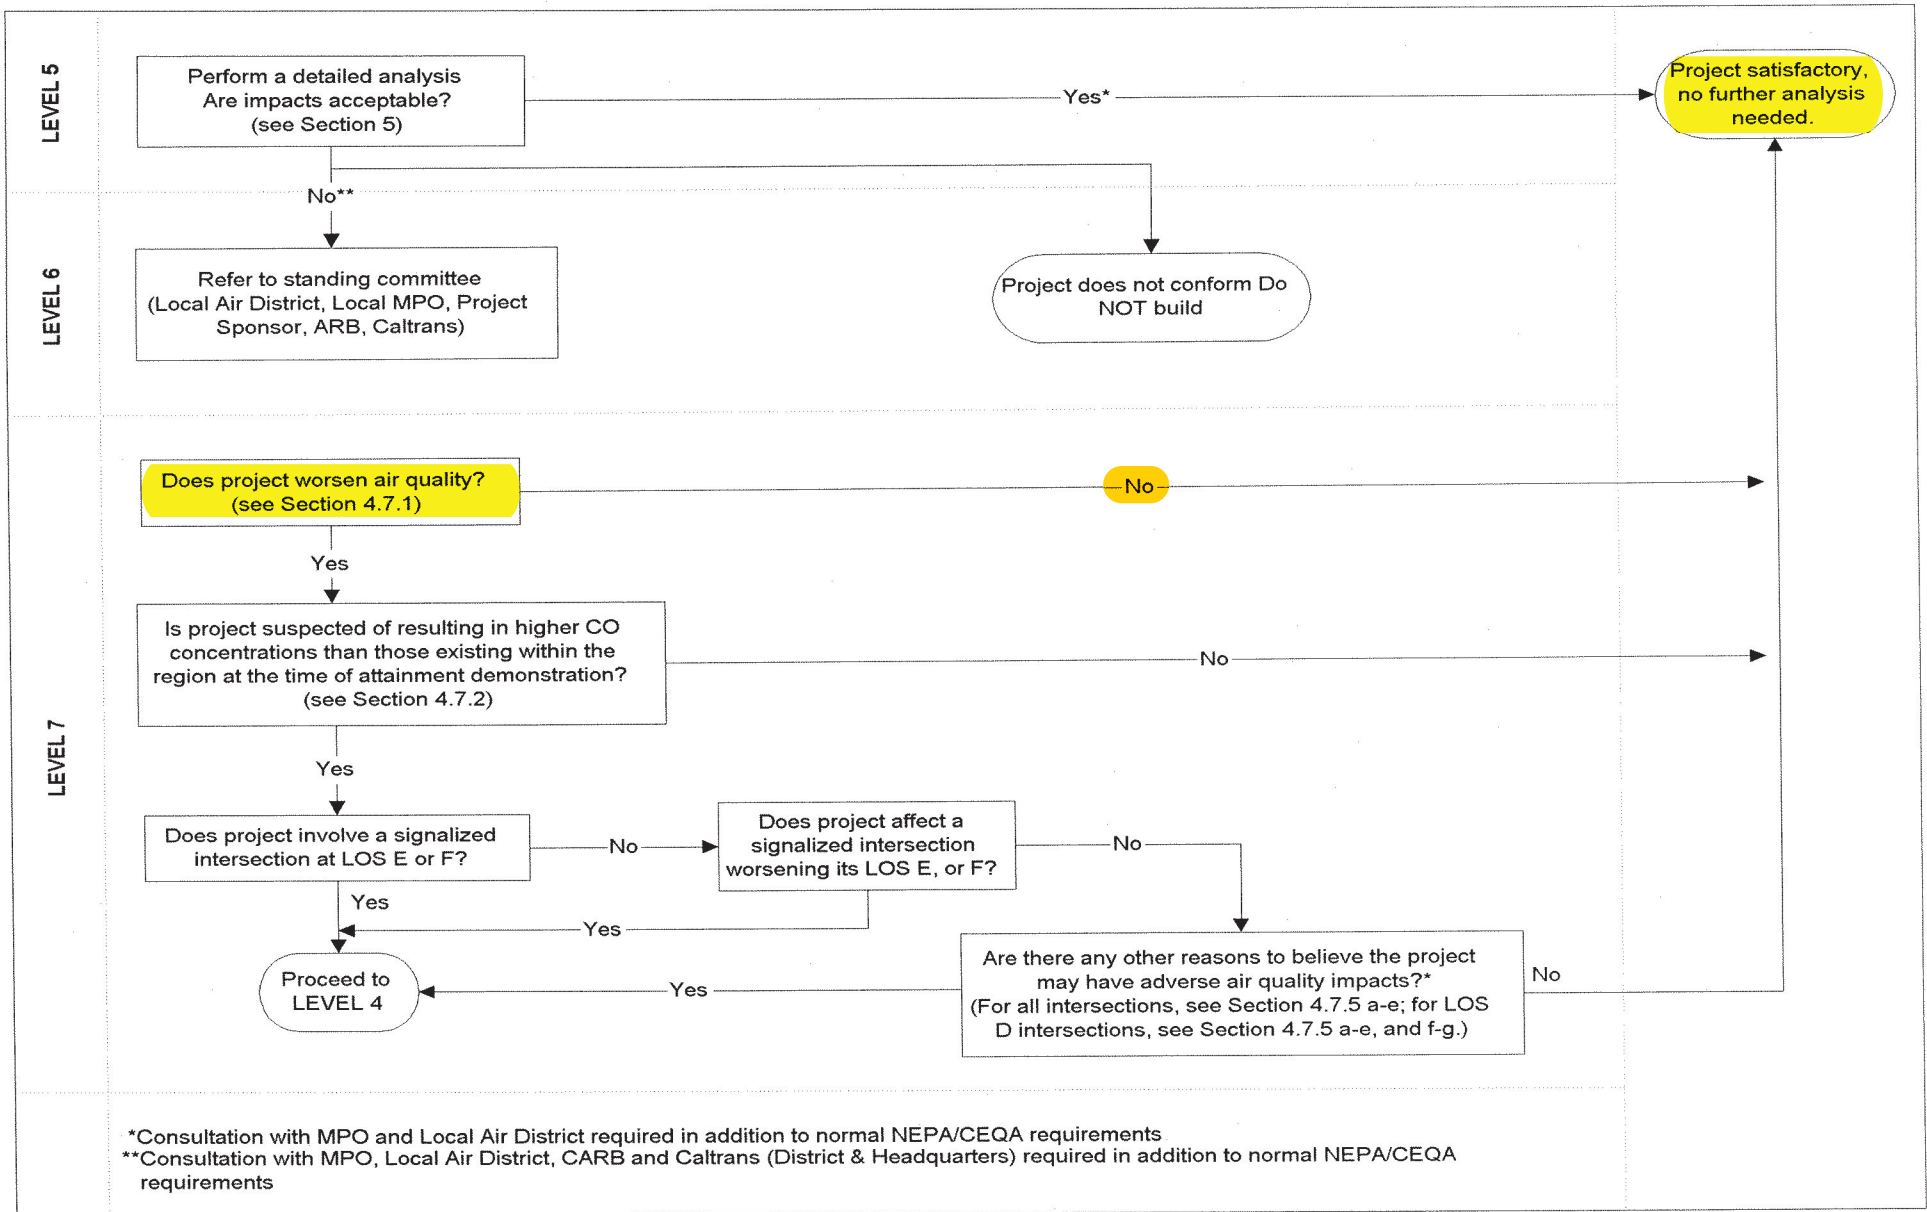 LEVEL 5
Perform a detailed analysis
Are impacts acceptable?
(see Section 5)
Yes*
Project satisfactory,
no further analysis
needed.
No**
LEVEL 6
Refer to standing committee
(Local Air District, Local MPO, Project
Sponsor, ARB, Caltrans)
Project does not conform Do
NOT build
LEVEL 7
Does project worsen air quality?
(see Section 4.7.1)
No
Yes
Is project suspected of resulting in higher CO
concentrations than those existing within the
region at the time of attainment demonstration?
(see Section 4.7.2)
No
Yes
Does project involve a signalized
intersection at LOS E or F?
No
Does project affect a
signalized intersection
worsening its LOS E, or F?
No
Yes
Yes
Proceed to
LEVEL 4
Yes
Are there any other reasons to believe the project
may have adverse air quality impacts?*
(For all intersections, see Section 4.7.5 a-e; for LOS
D intersections, see Section 4.7.5 a-e, and f-g.)
No
*Consultation with MPO and Local Air District required in addition to normal NEPA/CEQA requirements
**Consultation with MPO, Local Air District, CARB and Caltrans (District & Headquarters) required in addition to normal NEPA/CEQA
requirements